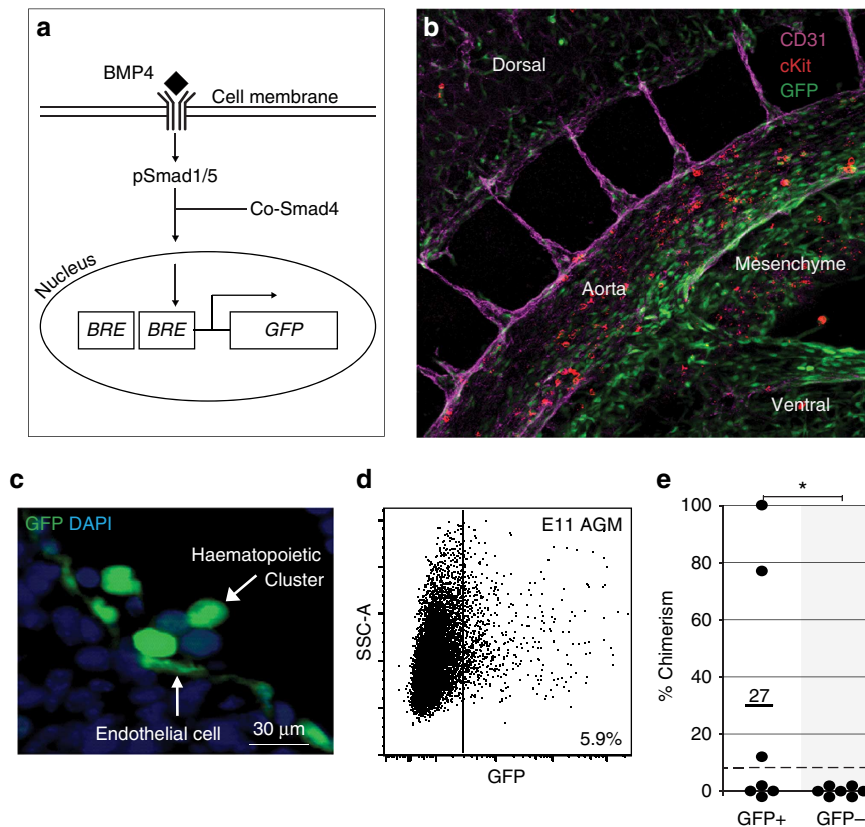 a
BMP4
Cell membrane
pSmad1/5
Co-Smad4
Nucleus
BRE
BRE
GFP
b
CD31
cKit
GFP
Dorsal
Mesenchyme
Aorta
Ventral
c
GFP DAPI
Haematopoietic
Cluster
Endothelial cell
30 μm
d
E11 AGM
SSC-A
5.9%
GFP
e
*
% Chimerism
100
80
60
40
20
0
27
GFP+
GFP–